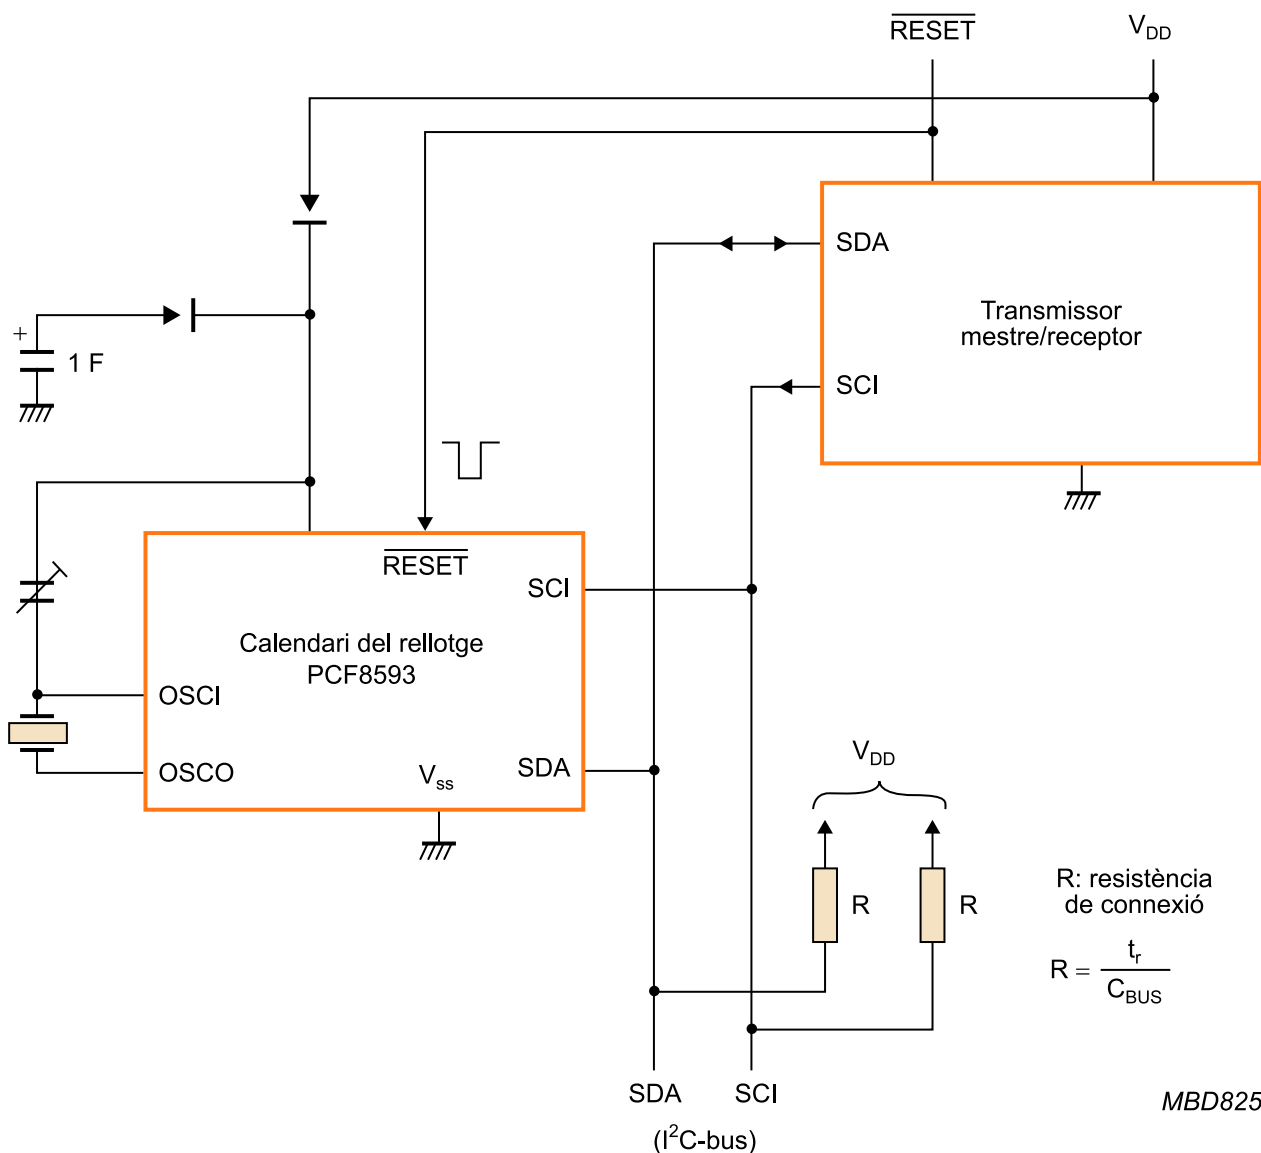 RESET
VDD
SDA
Transmissor
mestre/receptor
SCI
+
1 F
RESET
SCI
Calendari del rellotge
PCF8593
OSCI
OSCO
Vss
SDA
VDD
R
R
R: resistència
de connexió
R = tr / CBUS
SDA
SCI
(I²C-bus)
MBD825